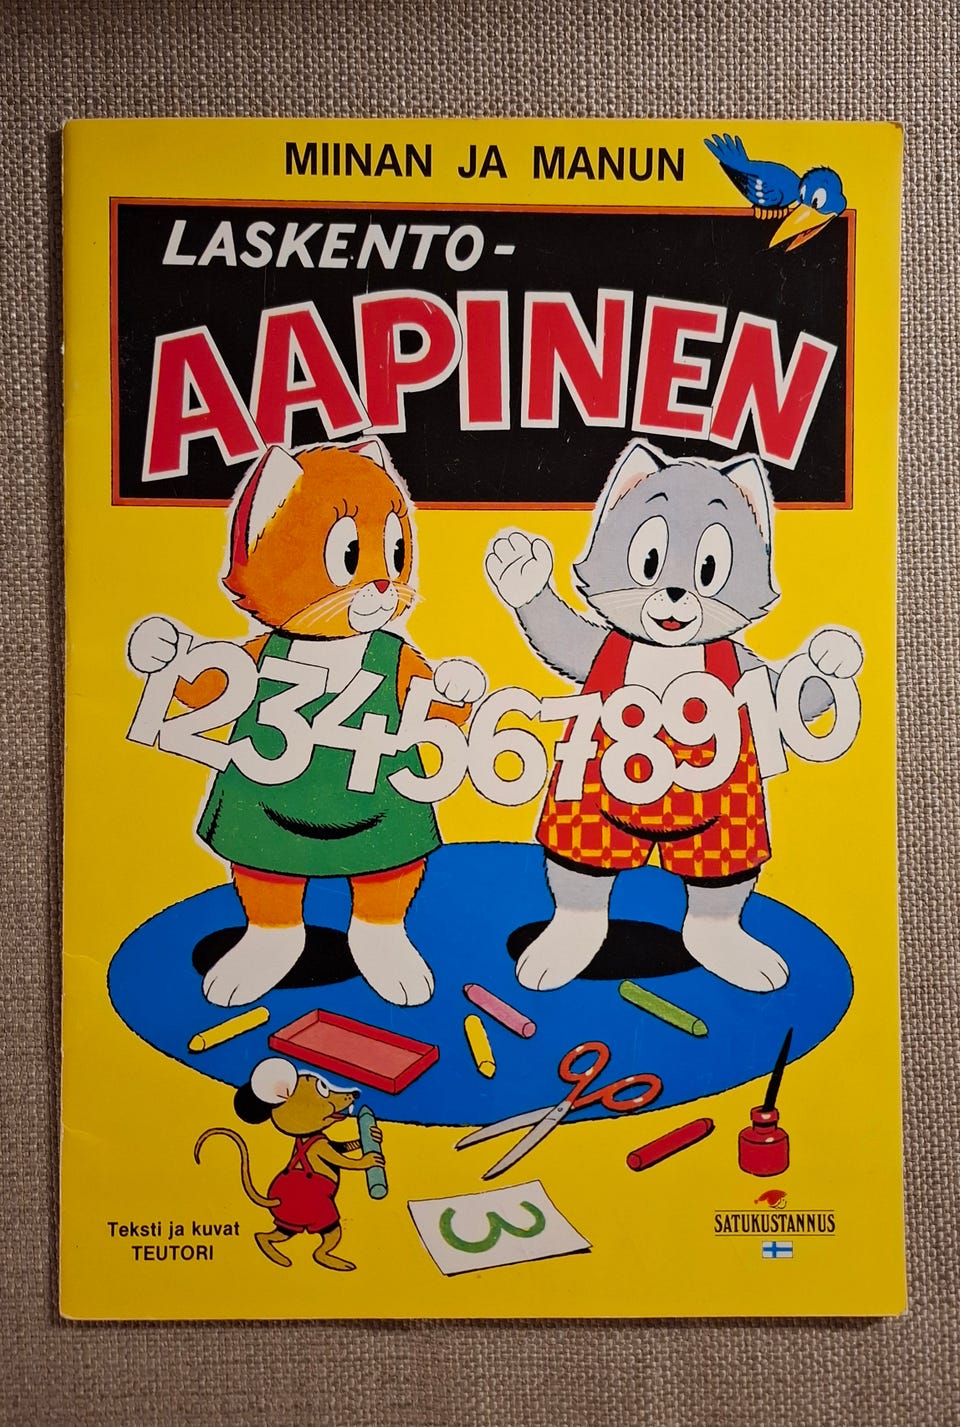 MIINAN JA MANUN
LASKENTO-
AAPINEN
12345678910
3
Teksti ja kuvat
TEUTORI
SATUKUSTANNUS